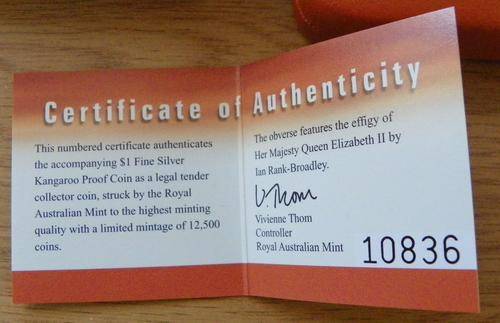 Certificate of Authenticity
This numbered certificate authenticates
the accompanying $1 Fine Silver
Kangaroo Proof Coin as a legal tender
collector coin, struck by the Royal
Australian Mint to the highest minting
quality with a limited mintage of 12,500
coins.
The obverse features the effigy of
Her Majesty Queen Elizabeth II by
Ian Rank-Broadley.
V. Thom
Vivienne Thom
Controller
Royal Australian Mint
10836